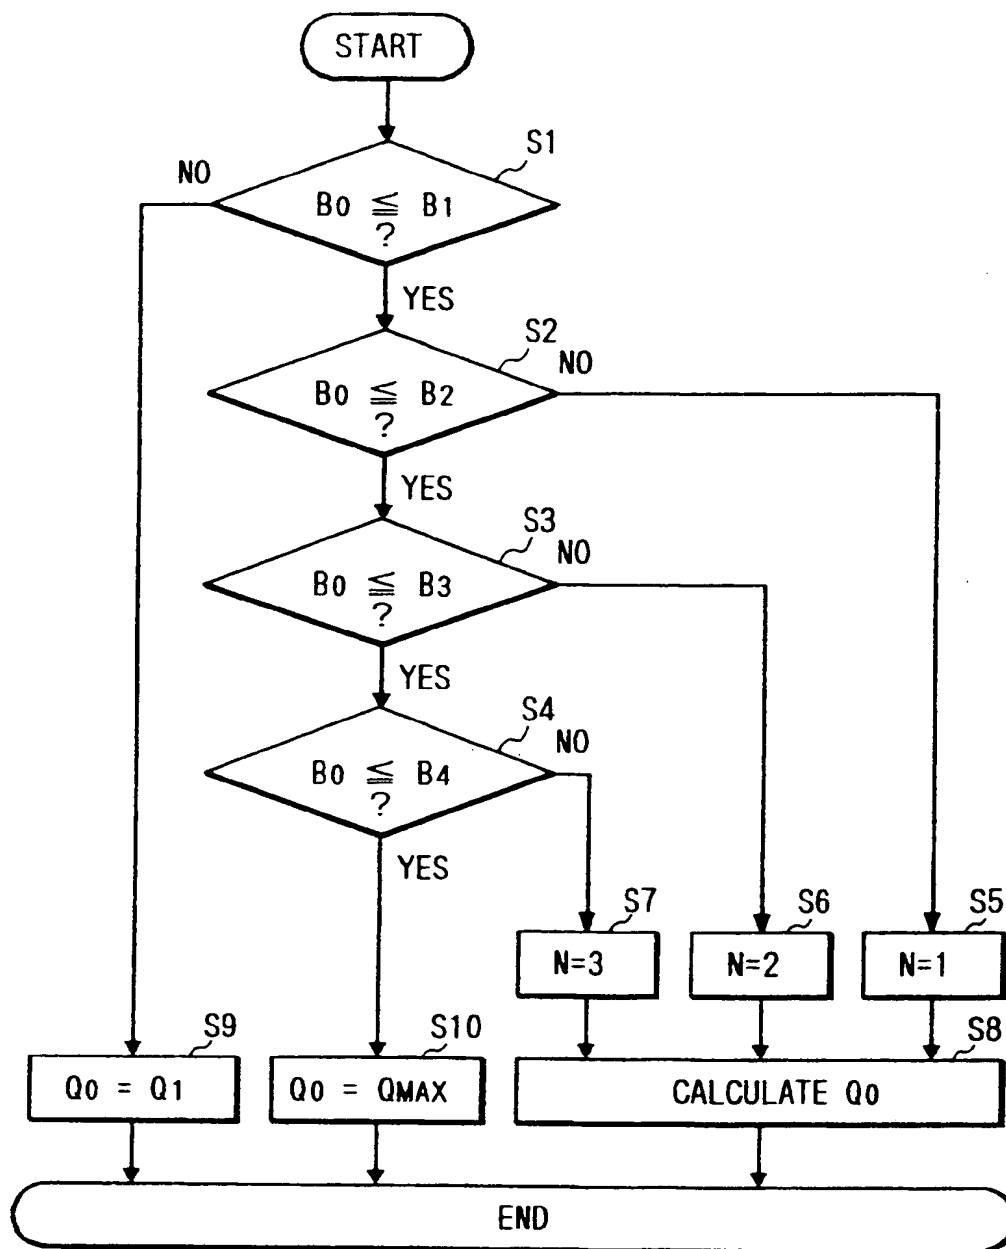 START
S1
NO
B0 ≦ B1
?
YES
S2
NO
B0 ≦ B2
?
YES
S3
NO
B0 ≦ B3
?
YES
S4
NO
B0 ≦ B4
?
YES
S7
S6
S5
N=3
N=2
N=1
S9
S10
S8
Q0 = Q1
Q0 = QMAX
CALCULATE Q0
END